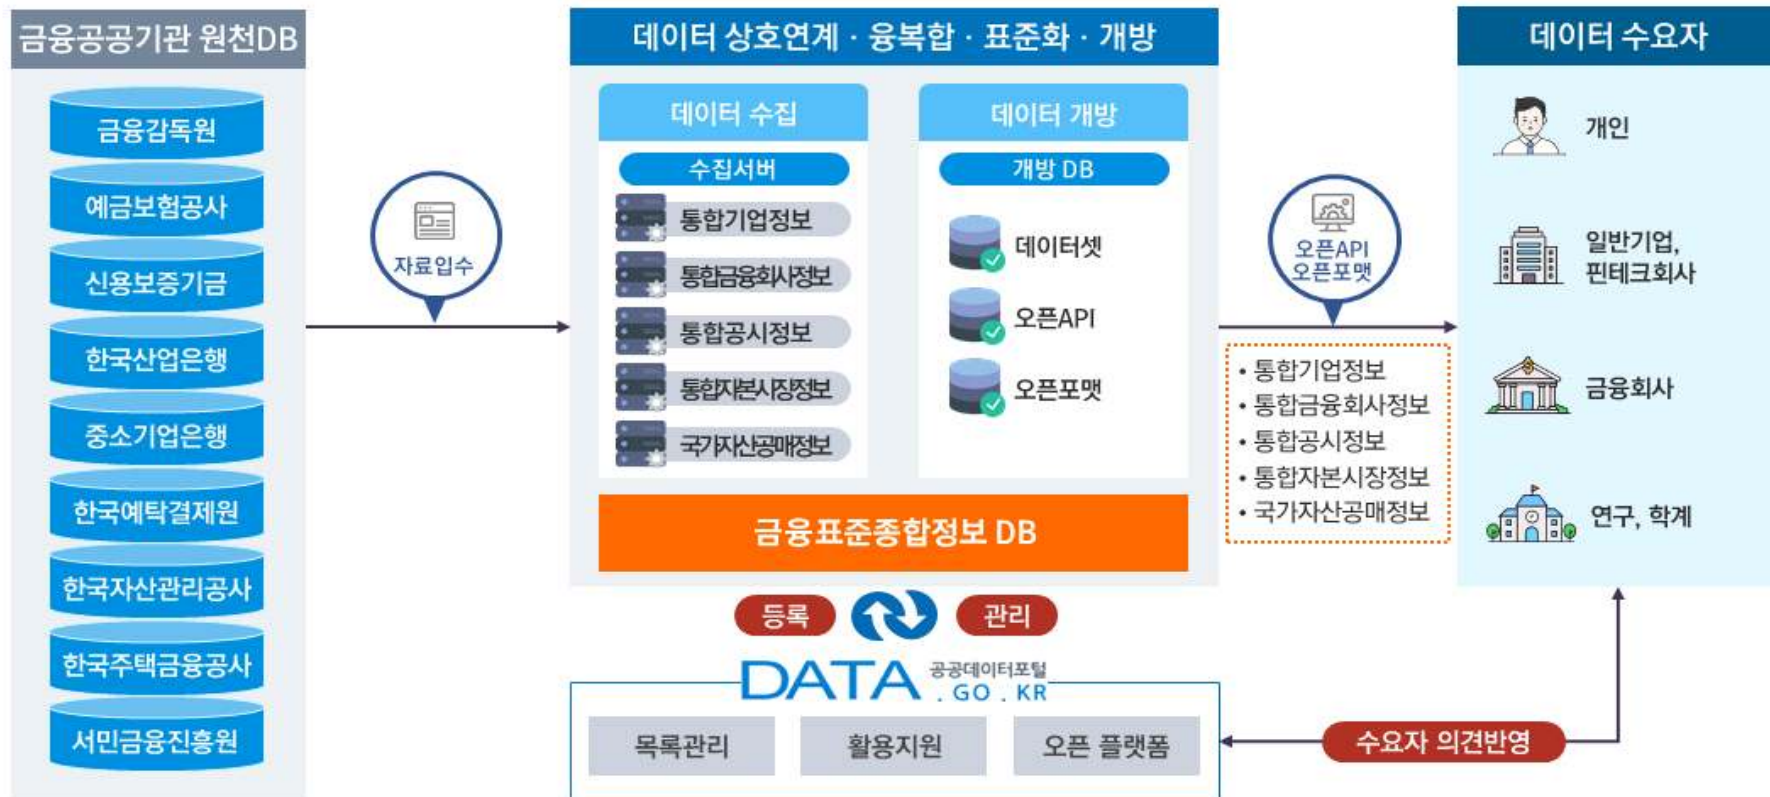 금융공공기관 원천DB
금융감독원
예금보험공사
신용보증기금
한국산업은행
중소기업은행
한국예탁결제원
한국자산관리공사
한국주택금융공사
서민금융진흥원
자료입수
데이터 상호연계 · 융복합 · 표준화 · 개방
데이터 수집
수집서버
통합기업정보
통합금융회사정보
통합공시정보
통합자본시장정보
국가자산공매정보
데이터 개방
개방 DB
데이터셋
오픈API
오픈포맷
금융표준종합정보 DB
등록
관리
DATA 공공데이터포털
. GO . KR
목록관리
활용지원
오픈 플랫폼
오픈API
오픈포맷
• 통합기업정보
• 통합금융회사정보
• 통합공시정보
• 통합자본시장정보
• 국가자산공매정보
데이터 수요자
개인
일반기업,
핀테크회사
금융회사
연구, 학계
수요자 의견반영